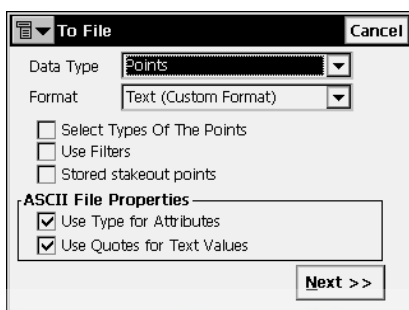 To File Cancel
Data Type Points
Format Text (Custom Format)
Select Types Of The Points
Use Filters
Stored stakeout points
ASCII File Properties
Use Type for Attributes
Use Quotes for Text Values
Next >>